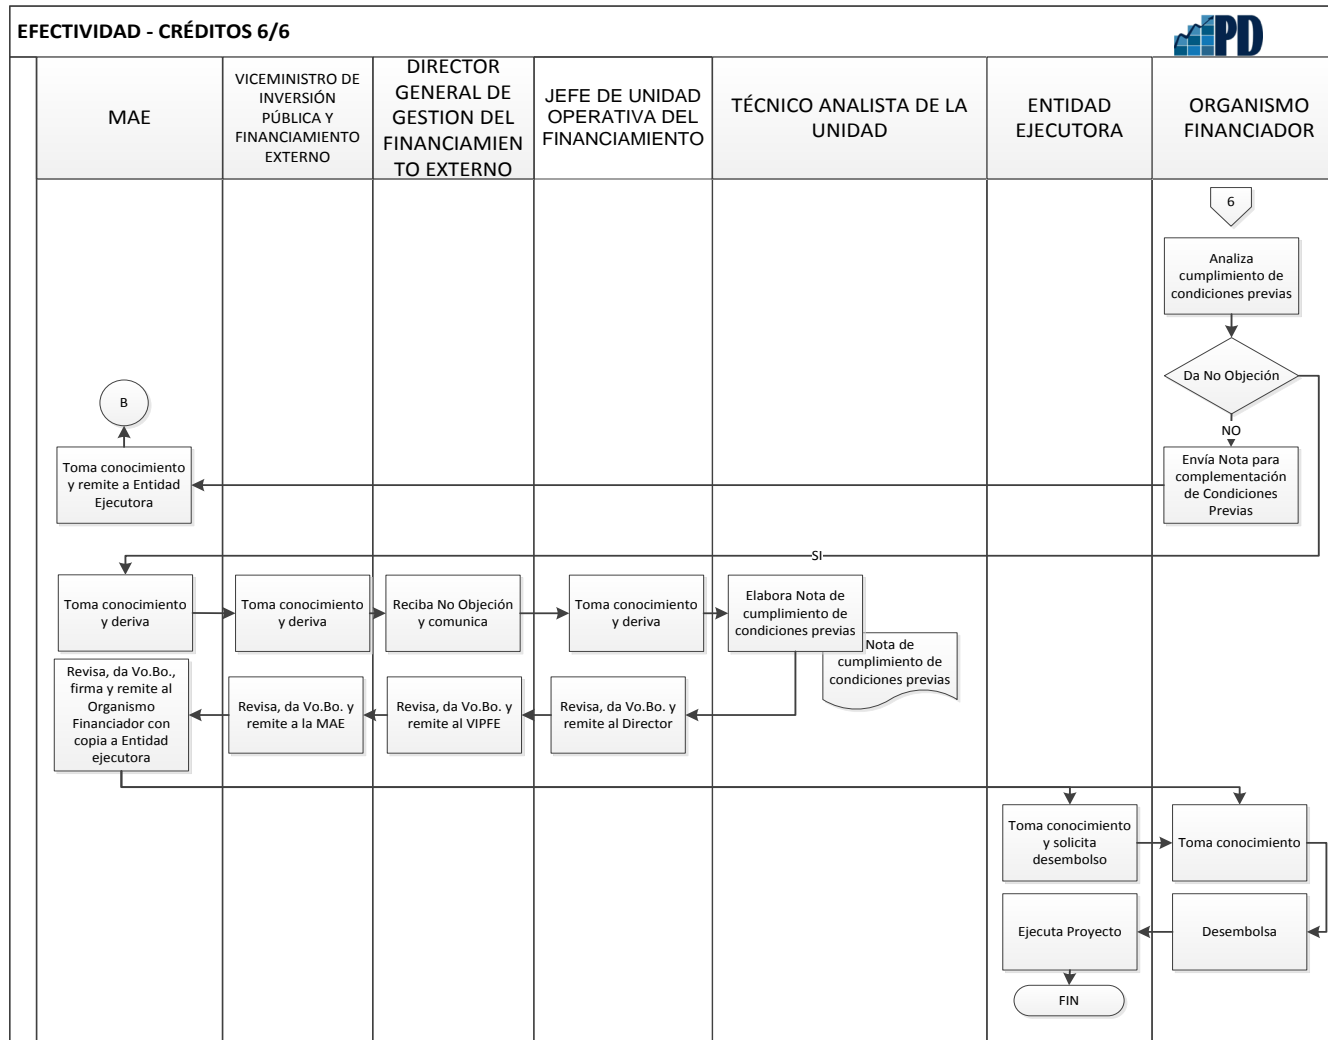 EFECTIVIDAD - CRÉDITOS 6/6
PD
MAE
VICEMINISTRO DE
INVERSIÓN
PÚBLICA Y
FINANCIAMIENTO
EXTERNO
DIRECTOR
GENERAL DE
GESTION DEL
FINANCIAMIEN
TO EXTERNO
JEFE DE UNIDAD
OPERATIVA DEL
FINANCIAMIENTO
TÉCNICO ANALISTA DE LA
UNIDAD
ENTIDAD
EJECUTORA
ORGANISMO
FINANCIADOR
6
Analiza
cumplimiento de
condiciones previas
Da No Objeción
NO
B
Toma conocimiento
y remite a Entidad
Ejecutora
Envía Nota para
complementación
de Condiciones
Previas
SI
Toma conocimiento
y deriva
Toma conocimiento
y deriva
Reciba No Objeción
y comunica
Toma conocimiento
y deriva
Elabora Nota de
cumplimiento de
condiciones previas
Nota de
cumplimiento de
condiciones previas
Revisa, da Vo.Bo.,
firma y remite al
Organismo
Financiador con
copia a Entidad
ejecutora
Revisa, da Vo.Bo. y
remite a la MAE
Revisa, da Vo.Bo. y
remite al VIPFE
Revisa, da Vo.Bo. y
remite al Director
Toma conocimiento
y solicita
desembolso
Toma conocimiento
Ejecuta Proyecto
Desembolsa
FIN